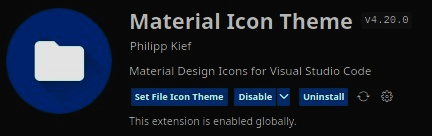 Material Icon Theme v4.20.0
Philipp Kief
Material Design Icons for Visual Studio Code
Set File Icon Theme Disable Uninstall
This extension is enabled globally.